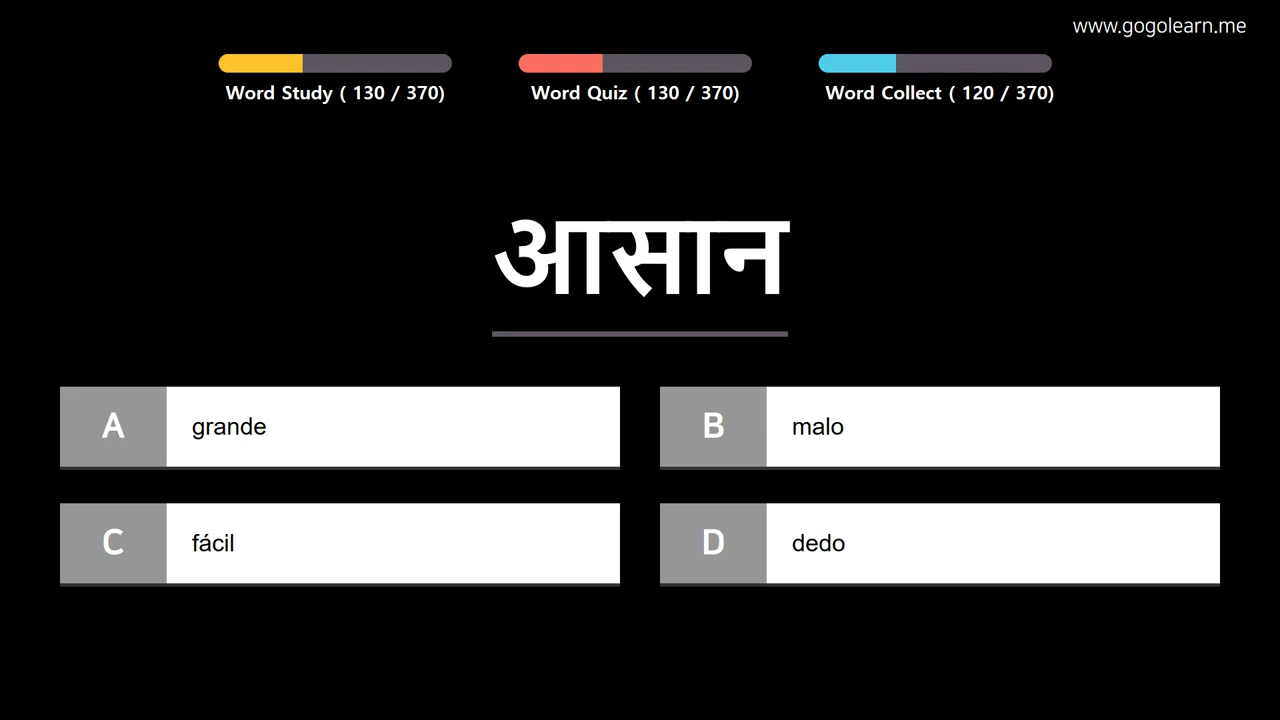 www.gogolearn.me
Word Study ( 130 / 370)
Word Quiz ( 130 / 370)
Word Collect ( 120 / 370)
आसान
A grande
B malo
C fácil
D dedo